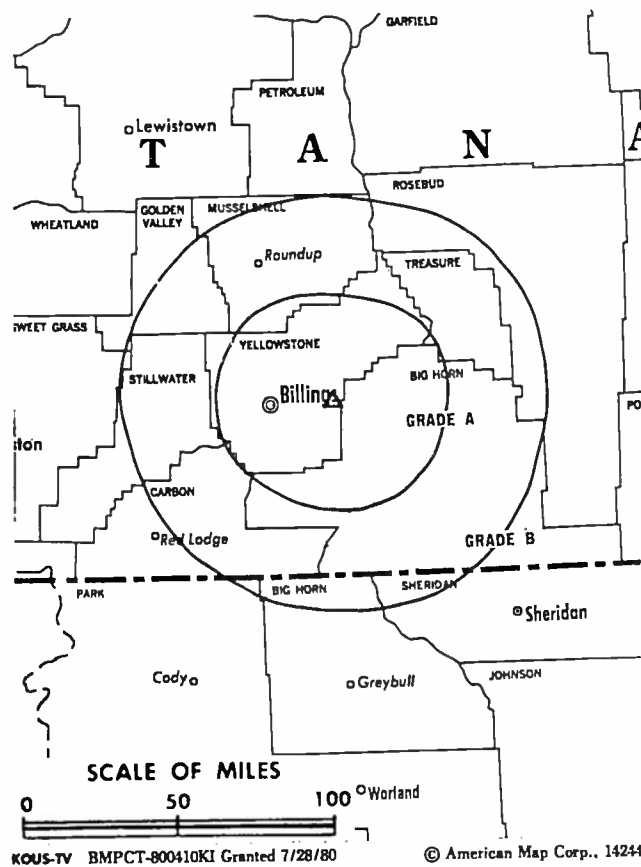 GARFIELD
PETROLEUM
Lewistown
T A N A
ROSEBUD
GOLDEN VALLEY
MUSSELSHELL
WHEATLAND
Roundup
TREASURE
SWEET GRASS
YELLOWSTONE
STILLWATER
BIG HORN
Billings
PO
GRADE A
ton
CARBON
GRADE B
Red Lodge
PARK
BIG HORN
SHERIDAN
Sheridan
Cody
Greybull
JOHNSON
SCALE OF MILES
0 50 100
Worland
KOUS-TV BMPCT-800410KI Granted 7/28/80
© American Map Corp., 14244